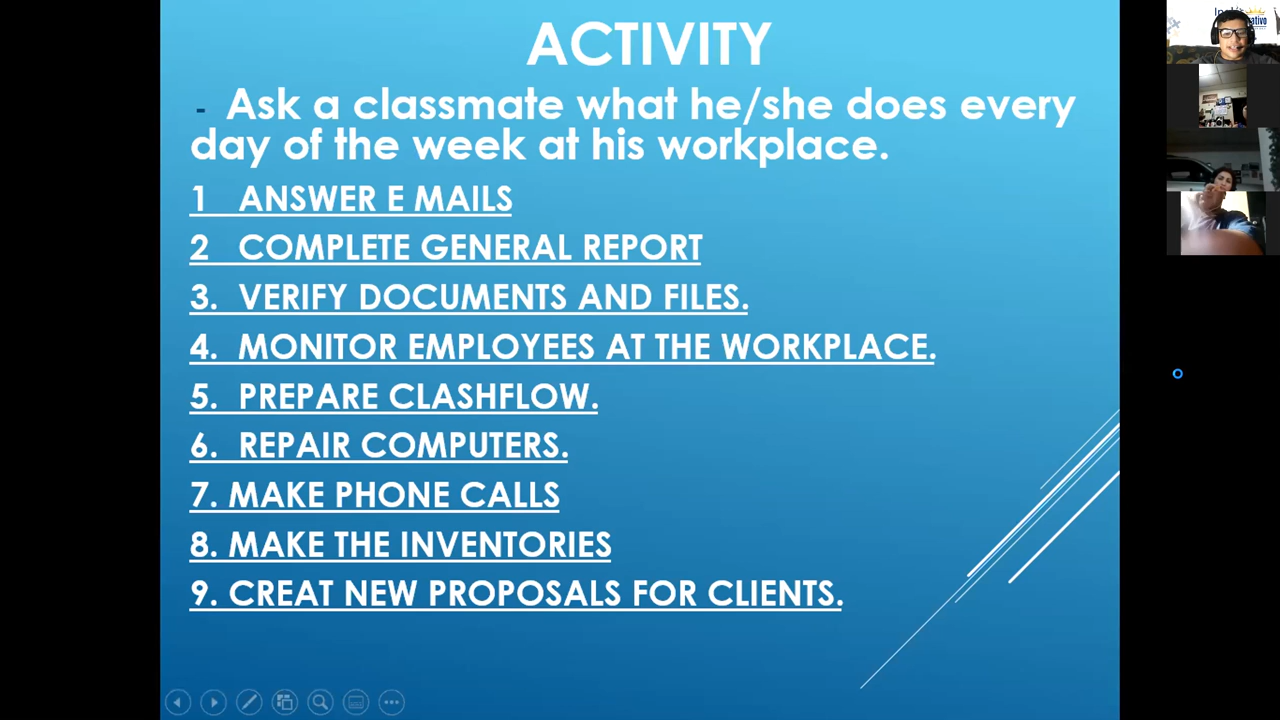 ACTIVITY
- Ask a classmate what he/she does every
day of the week at his workplace.
1 ANSWER E MAILS
2 COMPLETE GENERAL REPORT
3. VERIFY DOCUMENTS AND FILES.
4. MONITOR EMPLOYEES AT THE WORKPLACE.
5. PREPARE CLASHFLOW.
6. REPAIR COMPUTERS.
7. MAKE PHONE CALLS
8. MAKE THE INVENTORIES
9. CREAT NEW PROPOSALS FOR CLIENTS.